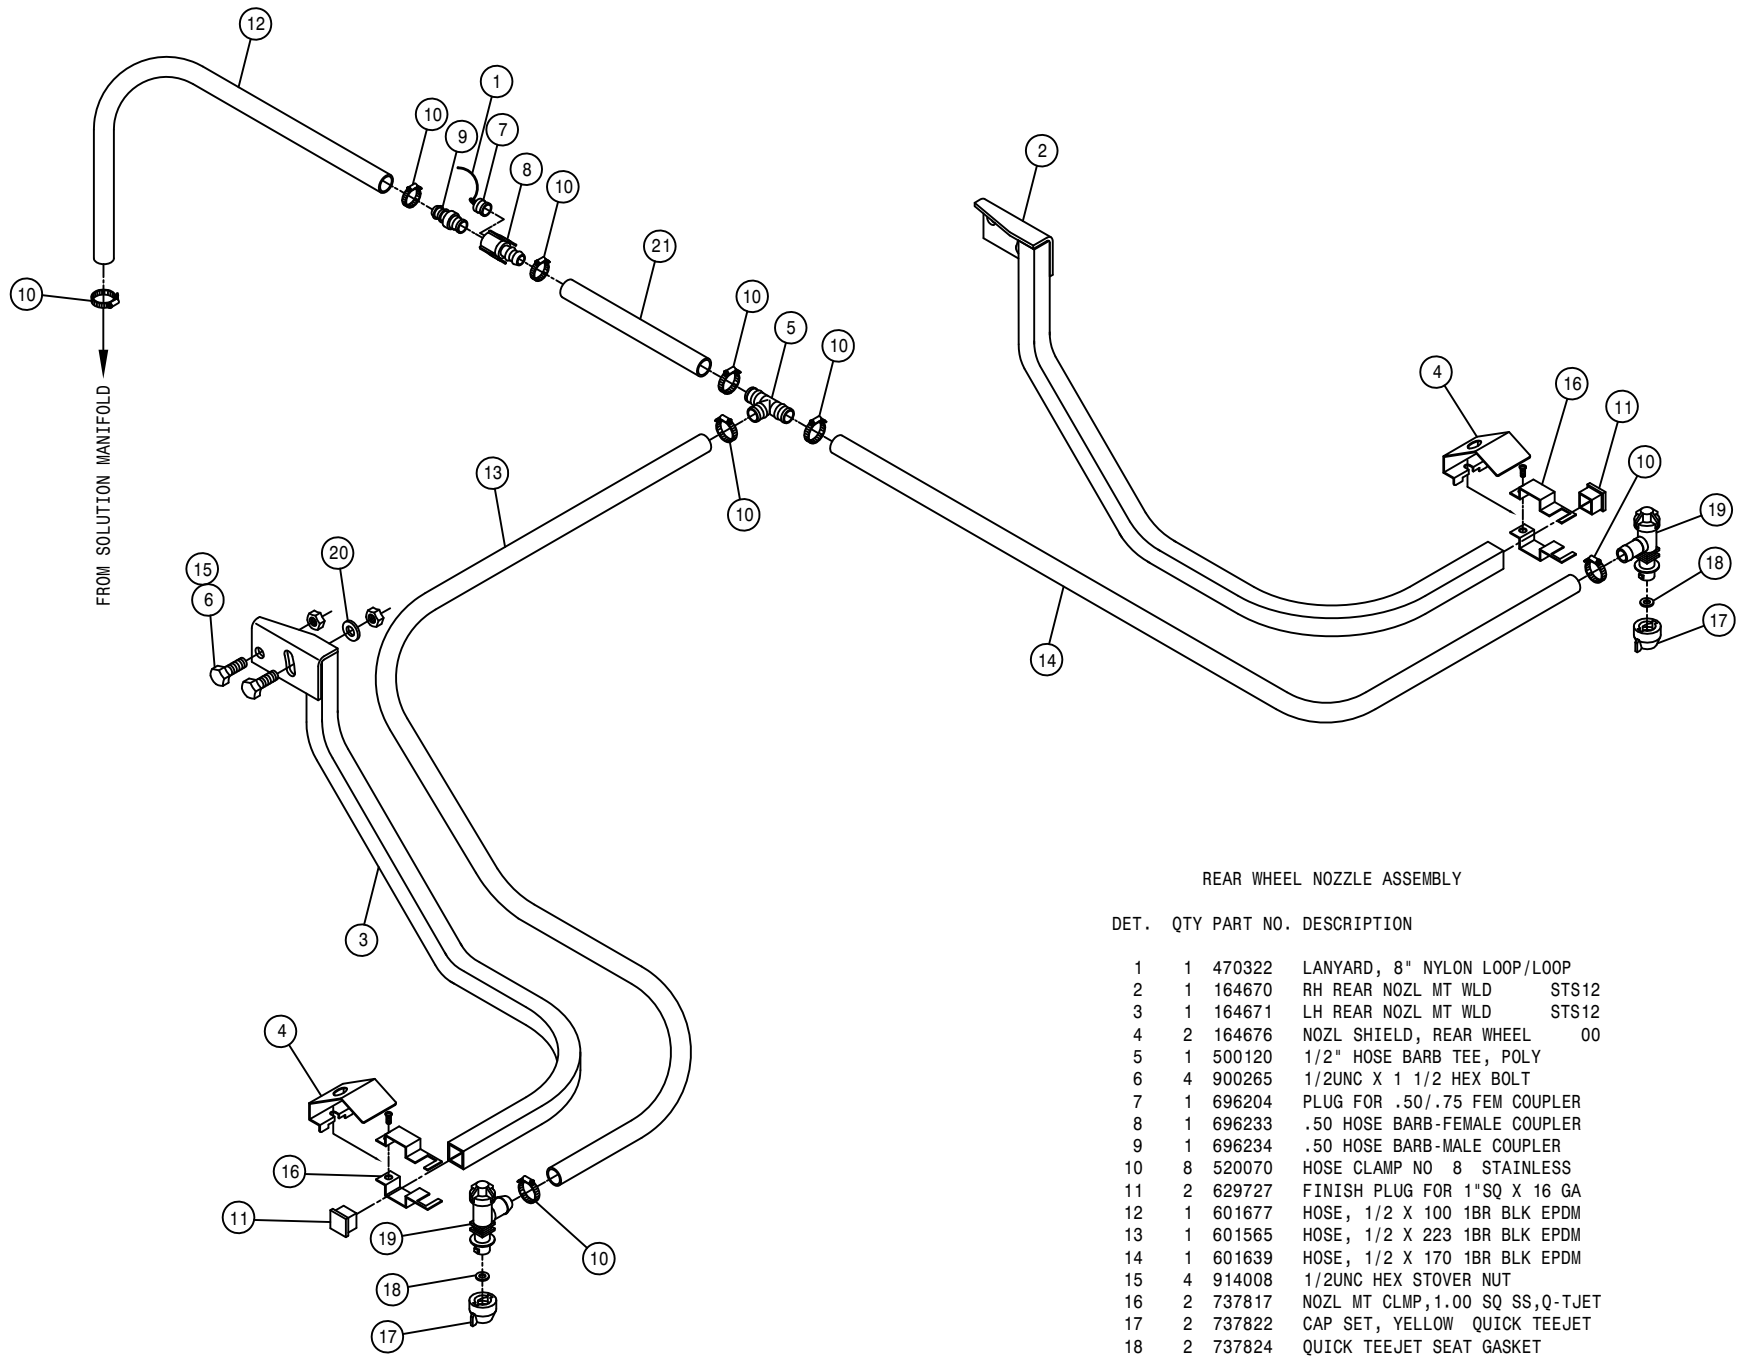 12
1
10
9
7
8
10
2
21
10
10
5
10
4
16
11
13
10
10
19
FROM SOLUTION MANIFOLD
20
15
18
6
17
14
3
4
16
11
19
10
18
17
REAR WHEEL NOZZLE ASSEMBLY
DET. QTY PART NO. DESCRIPTION
1 1 470322 LANYARD, 8" NYLON LOOP/LOOP
2 1 164670 RH REAR NOZL MT WLD STS12
3 1 164671 LH REAR NOZL MT WLD STS12
4 2 164676 NOZL SHIELD, REAR WHEEL 00
5 1 500120 1/2" HOSE BARB TEE, POLY
6 4 900265 1/2UNC X 1 1/2 HEX BOLT
7 1 696204 PLUG FOR .50/.75 FEM COUPLER
8 1 696233 .50 HOSE BARB-FEMALE COUPLER
9 1 696234 .50 HOSE BARB-MALE COUPLER
10 8 520070 HOSE CLAMP NO 8 STAINLESS
11 2 629727 FINISH PLUG FOR 1"SQ X 16 GA
12 1 601677 HOSE, 1/2 X 100 1BR BLK EPDM
13 1 601565 HOSE, 1/2 X 223 1BR BLK EPDM
14 1 601639 HOSE, 1/2 X 170 1BR BLK EPDM
15 4 914008 1/2UNC HEX STOVER NUT
16 2 737817 NOZL MT CLMP,1.00 SQ SS,Q-TJET
17 2 737822 CAP SET, YELLOW QUICK TEEJET
18 2 737824 QUICK TEEJET SEAT GASKET